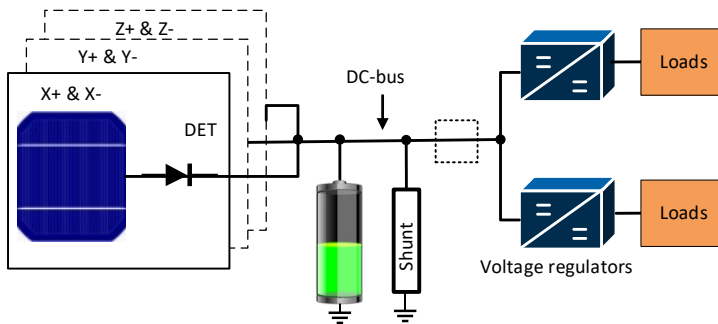 Z+ & Z-
Y+ & Y-
X+ & X-
DET
DC-bus
Shunt
Loads
Loads
Voltage regulators